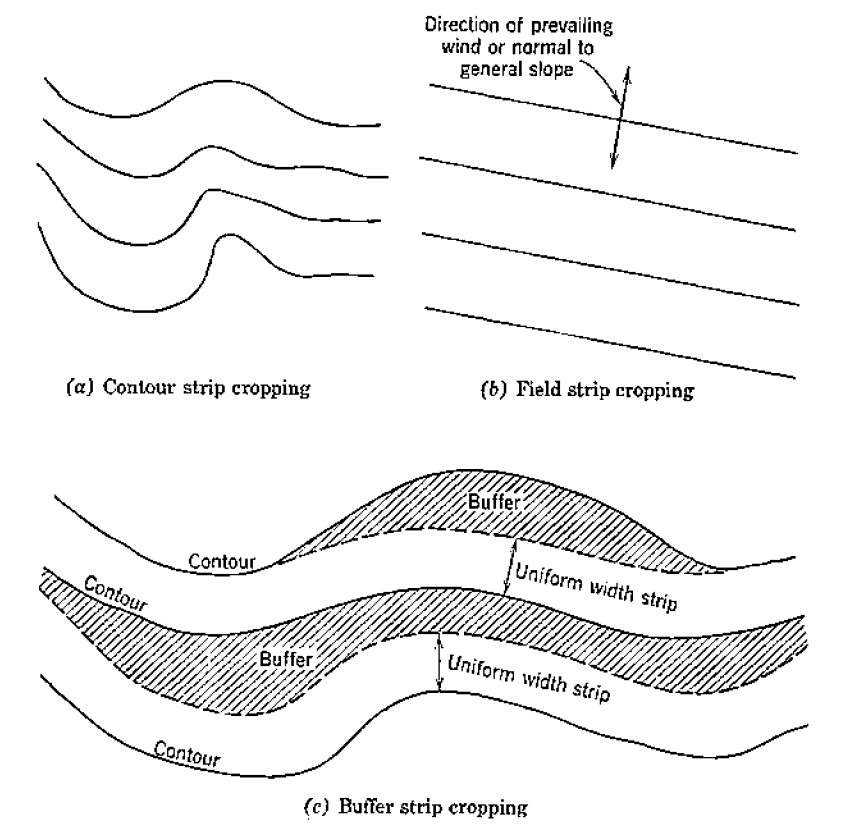 Direction of prevailing
wind or normal to
general slope
(a) Contour strip cropping
(b) Field strip cropping
Buffer
Contour
Uniform width strip
Contour
Buffer
Uniform width strip
Contour
(c) Buffer strip cropping